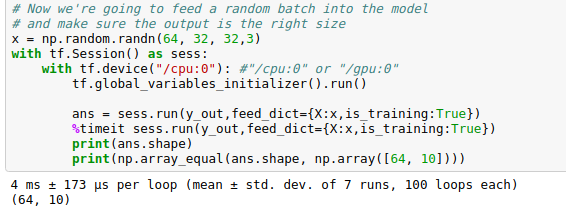 # Now we're going to feed a random batch into the model
# and make sure the output is the right size
x = np.random.randn(64, 32, 32,3)
with tf.Session() as sess:
    with tf.device("/cpu:0"): #"/cpu:0" or "/gpu:0"
        tf.global_variables_initializer().run()

        ans = sess.run(y_out,feed_dict={X:x,is_training:True})
        %timeit sess.run(y_out,feed_dict={X:x,is_training:True})
        print(ans.shape)
        print(np.array_equal(ans.shape, np.array([64, 10])))
4 ms ± 173 µs per loop (mean ± std. dev. of 7 runs, 100 loops each)
(64, 10)